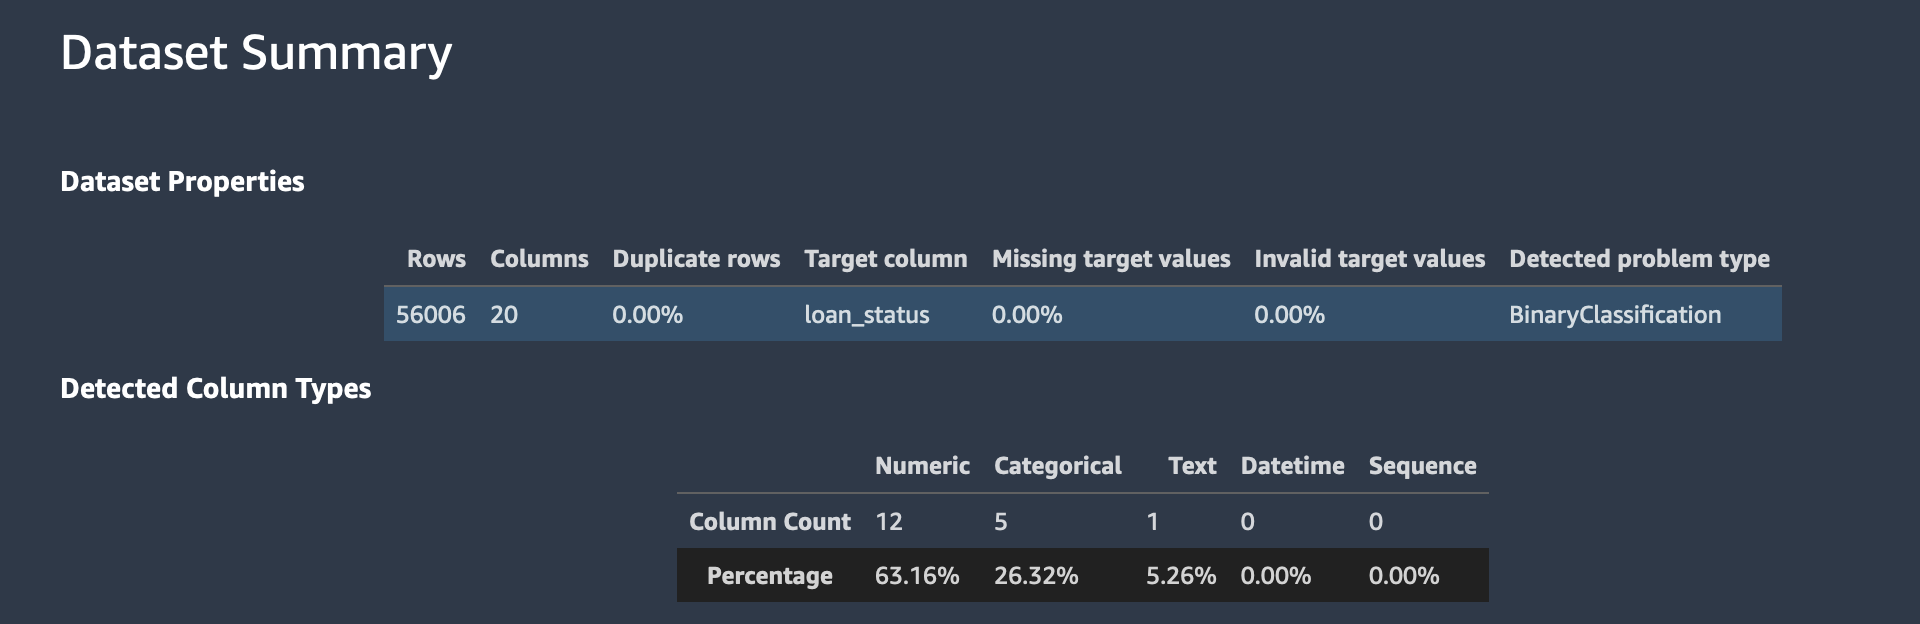 Dataset Summary
Dataset Properties
Rows Columns Duplicate rows Target column Missing target values Invalid target values Detected problem type
56006 20 0.00% loan_status 0.00% 0.00% BinaryClassification
Detected Column Types
Numeric Categorical Text Datetime Sequence
Column Count 12 5 1 0 0
Percentage 63.16% 26.32% 5.26% 0.00% 0.00%